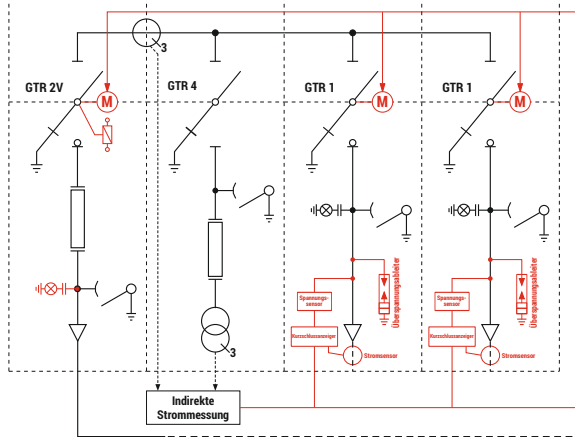 3
GTR 2V
GTR 4
GTR 1
GTR 1
M
M
M
Spannungs-
sensor
Überspannungsableiter
Spannungs-
sensor
Überspannungsableiter
Kurzschlussanzeiger
Kurzschlussanzeiger
3
Stromsensor
Stromsensor
Indirekte
Strommessung